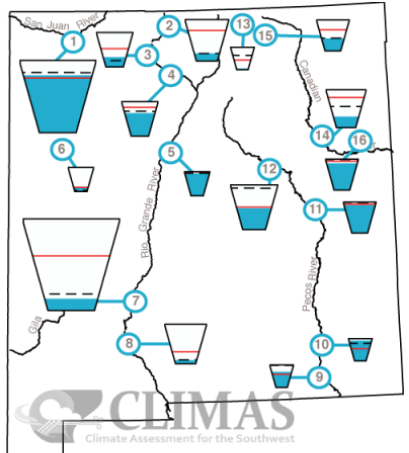 San Juan River
1
2
3
4
13
15
Canadian
14
16
6
5
12
11
Rio Grande River
Pecos River
7
Gila
8
10
9
CLIMAS
Climate Assessment for the Southwest